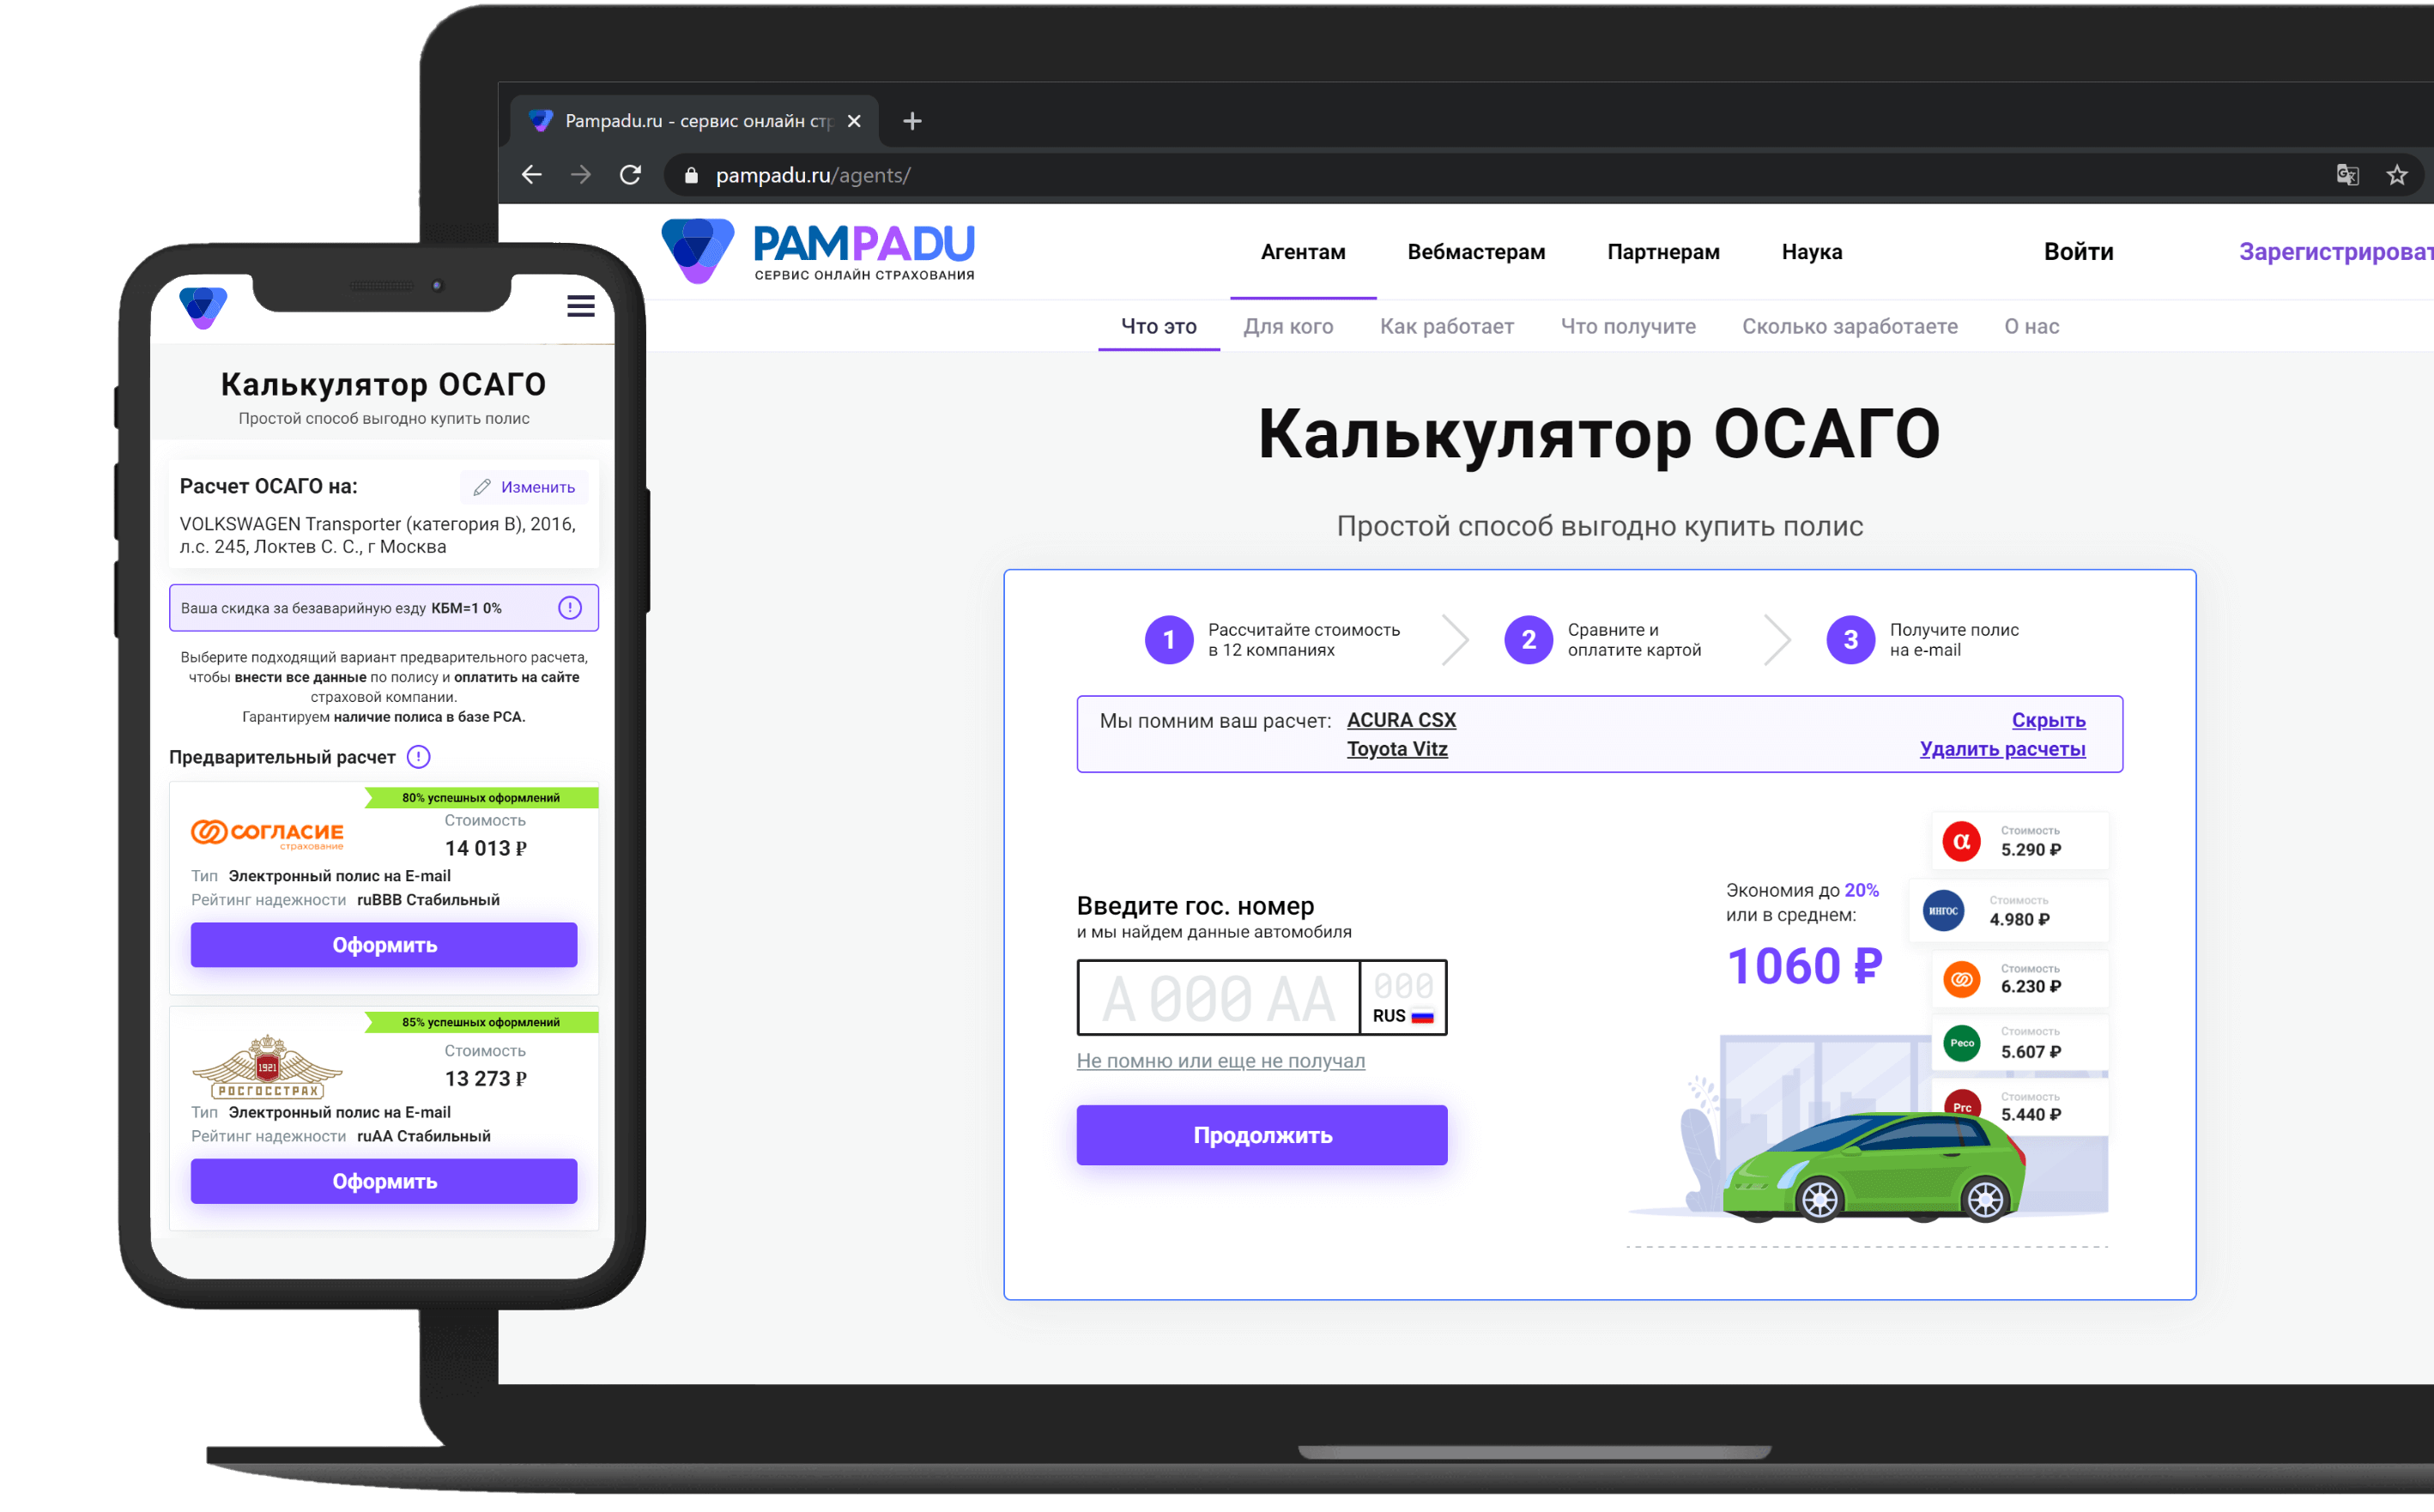 Pampadu.ru - сервис онлайн стр
pampadu.ru/agents/
PAMPADU
СЕРВИС ОНЛАЙН СТРАХОВАНИЯ
Агентам Вебмастерам Партнерам Наука Войти Зарегистрироват
Что это Для кого Как работает Что получите Сколько заработаете О нас
Калькулятор ОСАГО
Простой способ выгодно купить полис
1 Рассчитайте стоимость
в 12 компаниях
2 Сравните и
оплатите картой
3 Получите полис
на e-mail
Мы помним ваш расчет: ACURA CSX Скрыть
Toyota Vitz Удалить расчеты
Введите гос. номер
и мы найдем данные автомобиля
А 000 АА 000
RUS
Не помню или еще не получал
Продолжить
Экономия до 20%
или в среднем:
1060 ₽
α Стоимость
5.290 ₽
ИНГОС Стоимость
4.980 ₽
Стоимость
6.230 ₽
Ресо Стоимость
5.607 ₽
Ргс Стоимость
5.440 ₽
Калькулятор ОСАГО
Простой способ выгодно купить полис
Расчет ОСАГО на: Изменить
VOLKSWAGEN Transporter (категория B), 2016,
л.с. 245, Локтев С. С., г Москва
Ваша скидка за безаварийную езду КБМ=1 0% !
Выберите подходящий вариант предварительного расчета,
чтобы внести все данные по полису и оплатить на сайте
страховой компании.
Гарантируем наличие полиса в базе РСА.
Предварительный расчет !
80% успешных оформлений
СОГЛАСИЕ
страхование
Стоимость
14 013 ₽
Тип Электронный полис на E-mail
Рейтинг надежности ruBBB Стабильный
Оформить
85% успешных оформлений
1921
РОСГОССТРАХ
Стоимость
13 273 ₽
Тип Электронный полис на E-mail
Рейтинг надежности ruAA Стабильный
Оформить